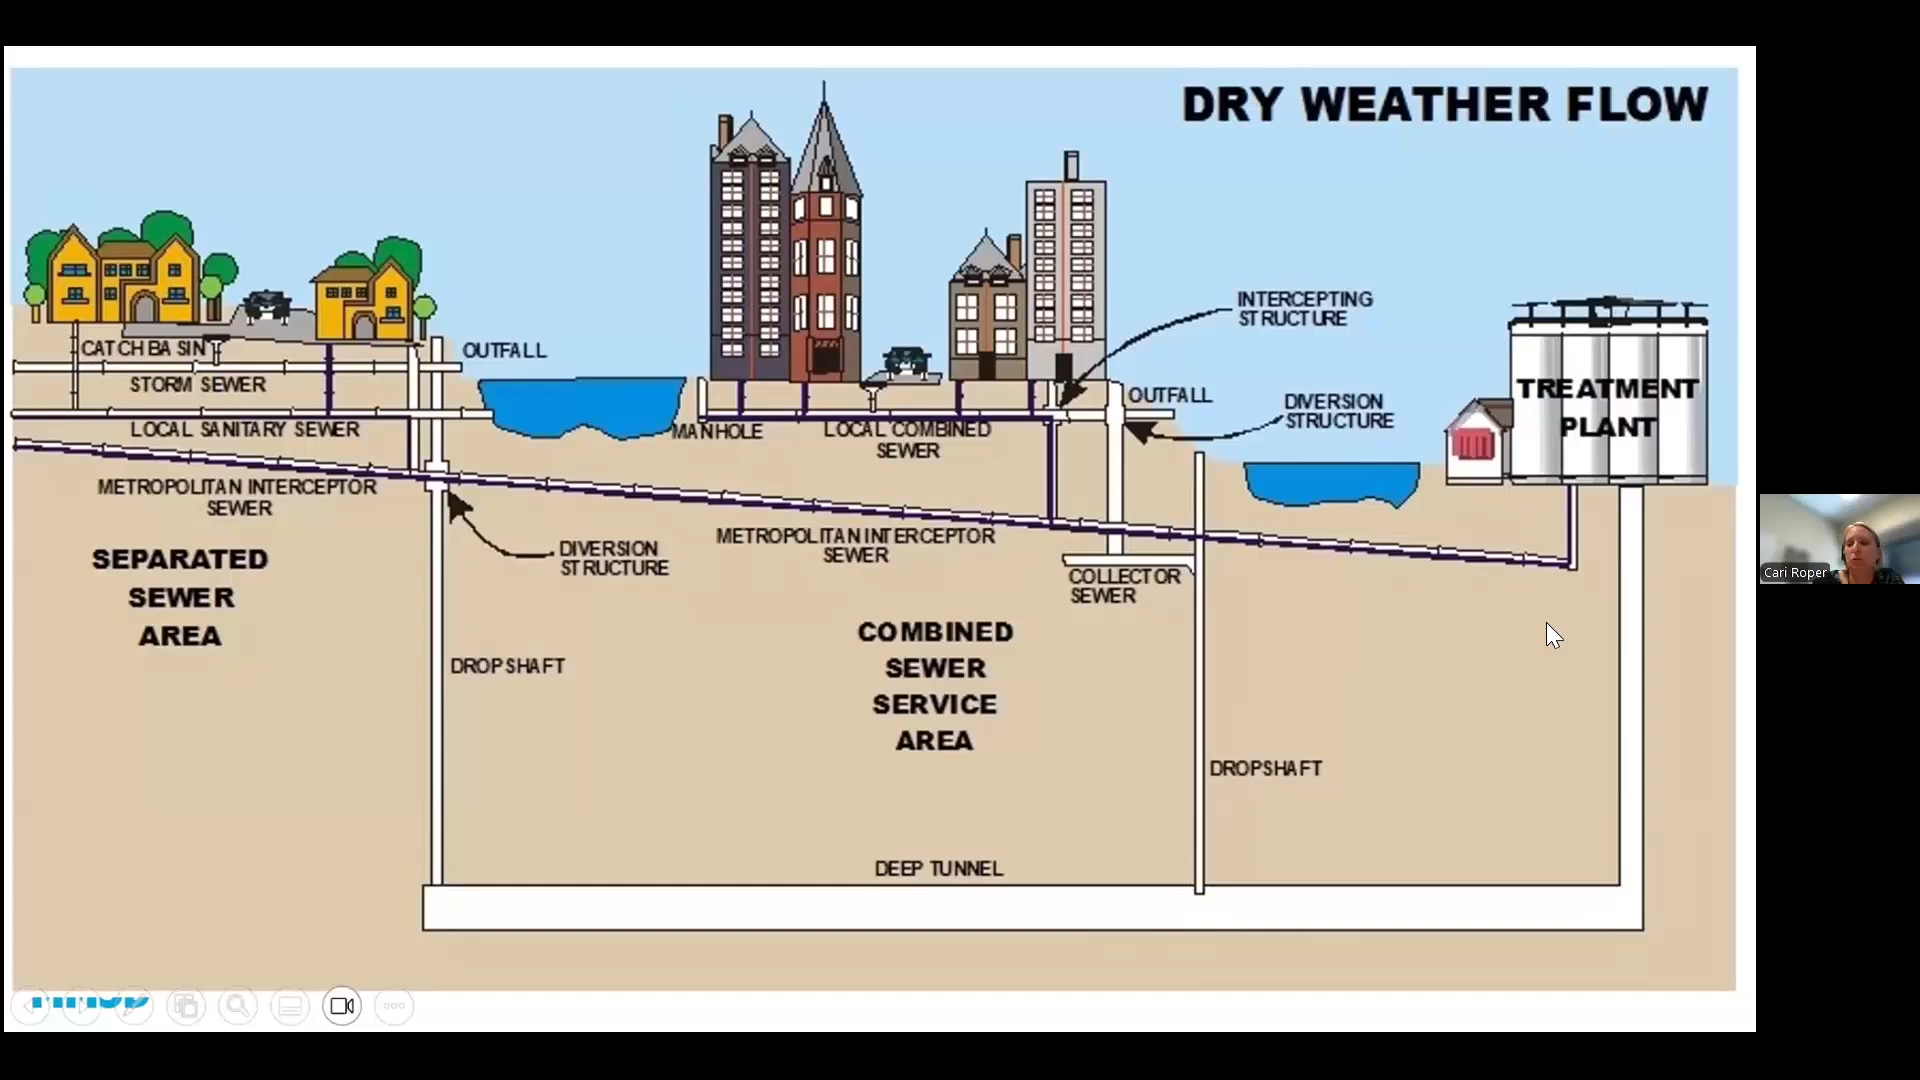 DRY WEATHER FLOW
INTERCEPTING
STRUCTURE
CATCH BASIN
OUTFALL
STORM SEWER
TREATMENT
PLANT
OUTFALL
DIVERSION
STRUCTURE
LOCAL SANITARY SEWER
MANHOLE
LOCAL COMBINED
SEWER
METROPOLITAN INTERCEPTOR
SEWER
METROPOLITAN INTERCEPTOR
SEWER
DIVERSION
STRUCTURE
SEPARATED
SEWER
AREA
COLLECTOR
SEWER
Cari Roper
COMBINED
SEWER
SERVICE
AREA
DROPSHAFT
DROPSHAFT
DEEP TUNNEL